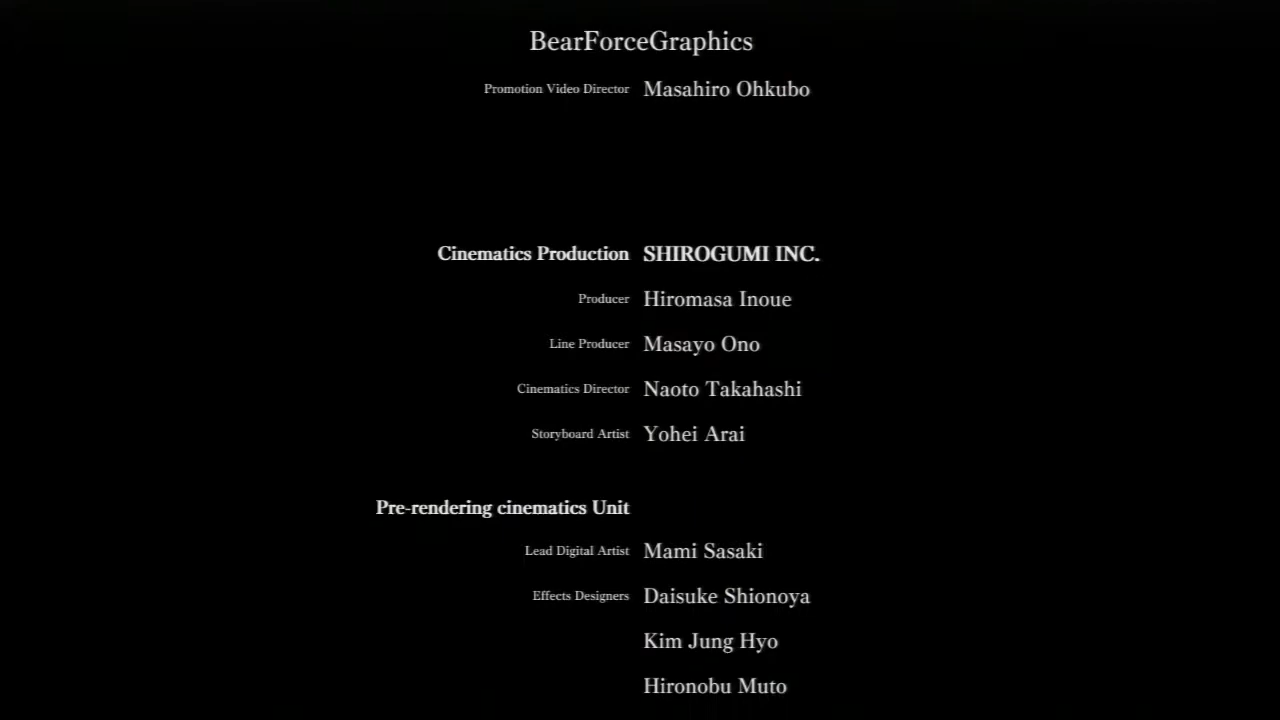 BearForceGraphics
Promotion Video Director Masahiro Ohkubo
Cinematics Production SHIROGUMI INC.
Producer Hiromasa Inoue
Line Producer Masayo Ono
Cinematics Director Naoto Takahashi
Storyboard Artist Yohei Arai
Pre-rendering cinematics Unit
Lead Digital Artist Mami Sasaki
Effects Designers Daisuke Shionoya
Kim Jung Hyo
Hironobu Muto